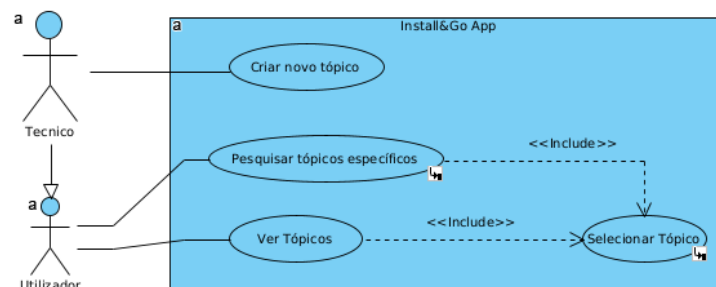 a
a
Install&Go App
Criar novo tópico
Tecnico
<<Include>>
Pesquisar tópicos específicos
a
<<Include>>
Ver Tópicos
Selecionar Tópico
Utilizador